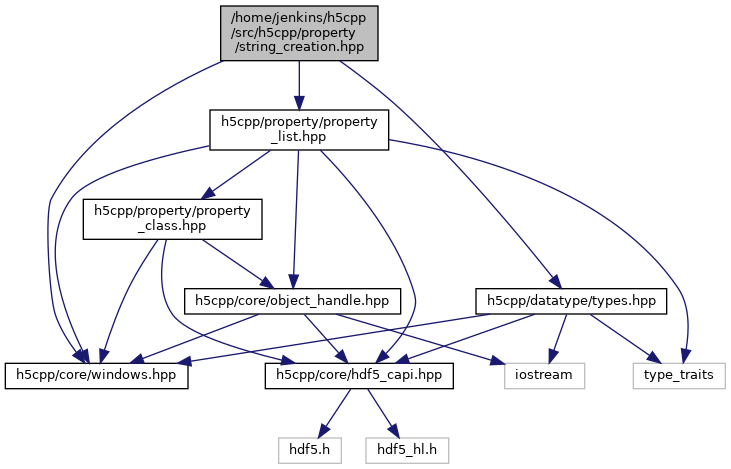 /home/jenkins/h5cpp
/src/h5cpp/property
/string_creation.hpp
h5cpp/property/property
_list.hpp
h5cpp/property/property
_class.hpp
h5cpp/core/object_handle.hpp
h5cpp/datatype/types.hpp
h5cpp/core/windows.hpp
h5cpp/core/hdf5_capi.hpp
iostream
type_traits
hdf5.h
hdf5_hl.h